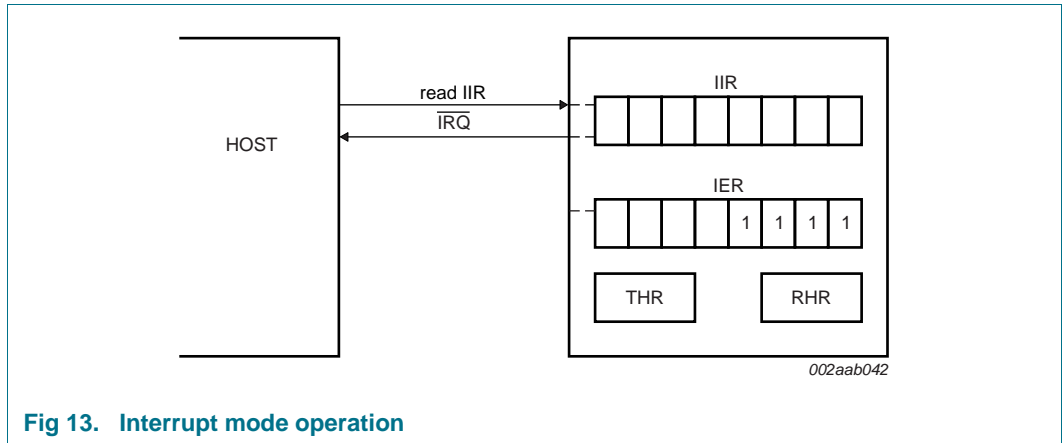 read IIR
IRQ
HOST
IIR
IER
1 1 1 1
THR RHR
002aab042
Fig 13. Interrupt mode operation